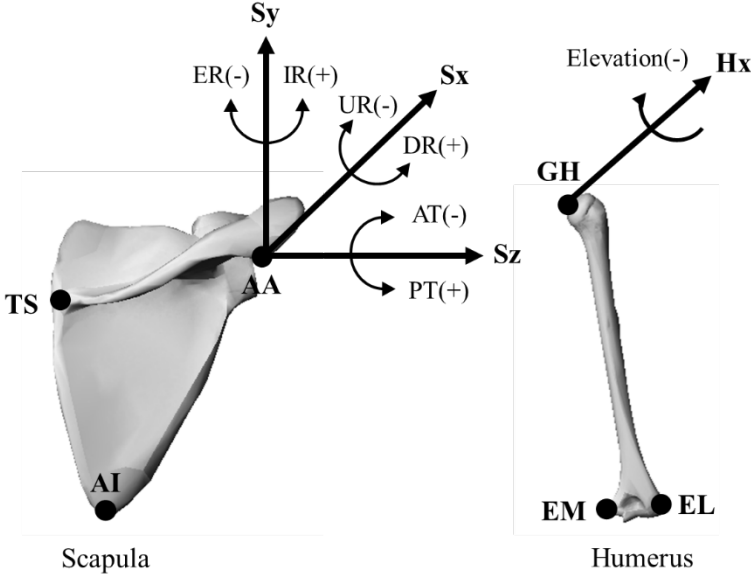 Sy
Sx
Hx
ER(-)
IR(+)
UR(-)
DR(+)
Elevation(-)
AT(-)
GH
Sz
AA
PT(+)
TS
AI
EM
EL
Scapula
Humerus